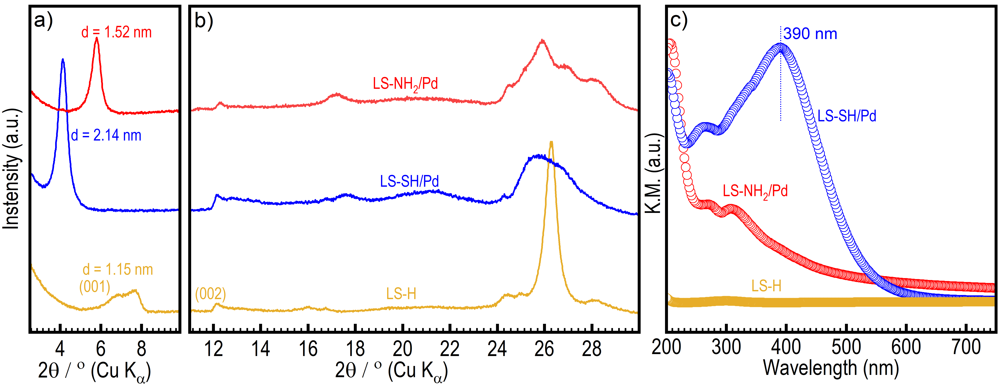 a)
d = 1.52 nm
d = 2.14 nm
d = 1.15 nm
(001)
Instensity (a.u.)
4 6 8
2θ / ° (Cu Kα)
b)
LS-NH2/Pd
LS-SH/Pd
(002)
LS-H
12 14 16 18 20 22 24 26 28
2θ / ° (Cu Kα)
c)
390 nm
LS-SH/Pd
LS-NH2/Pd
LS-H
K.M. (a.u.)
200 300 400 500 600 700
Wavelength (nm)